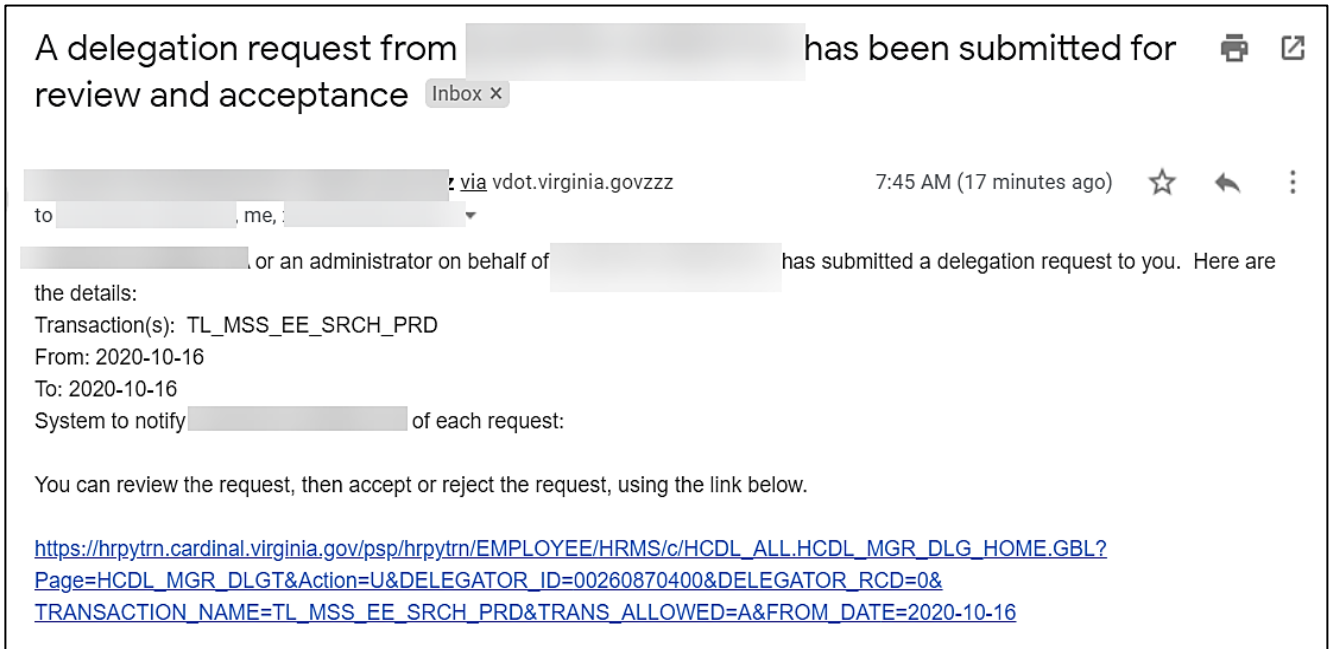 A delegation request from has been submitted for
review and acceptance Inbox ×
via vdot.virginia.govzzz 7:45 AM (17 minutes ago)
to , me,
or an administrator on behalf of has submitted a delegation request to you. Here are
the details:
Transaction(s): TL_MSS_EE_SRCH_PRD
From: 2020-10-16
To: 2020-10-16
System to notify of each request:
You can review the request, then accept or reject the request, using the link below.
https://hrpytrn.cardinal.virginia.gov/psp/hrpytrn/EMPLOYEE/HRMS/c/HCDL_ALL.HCDL_MGR_DLG_HOME.GBL?
Page=HCDL_MGR_DLGT&Action=U&DELEGATOR_ID=00260870400&DELEGATOR_RCD=0&
TRANSACTION_NAME=TL_MSS_EE_SRCH_PRD&TRANS_ALLOWED=A&FROM_DATE=2020-10-16